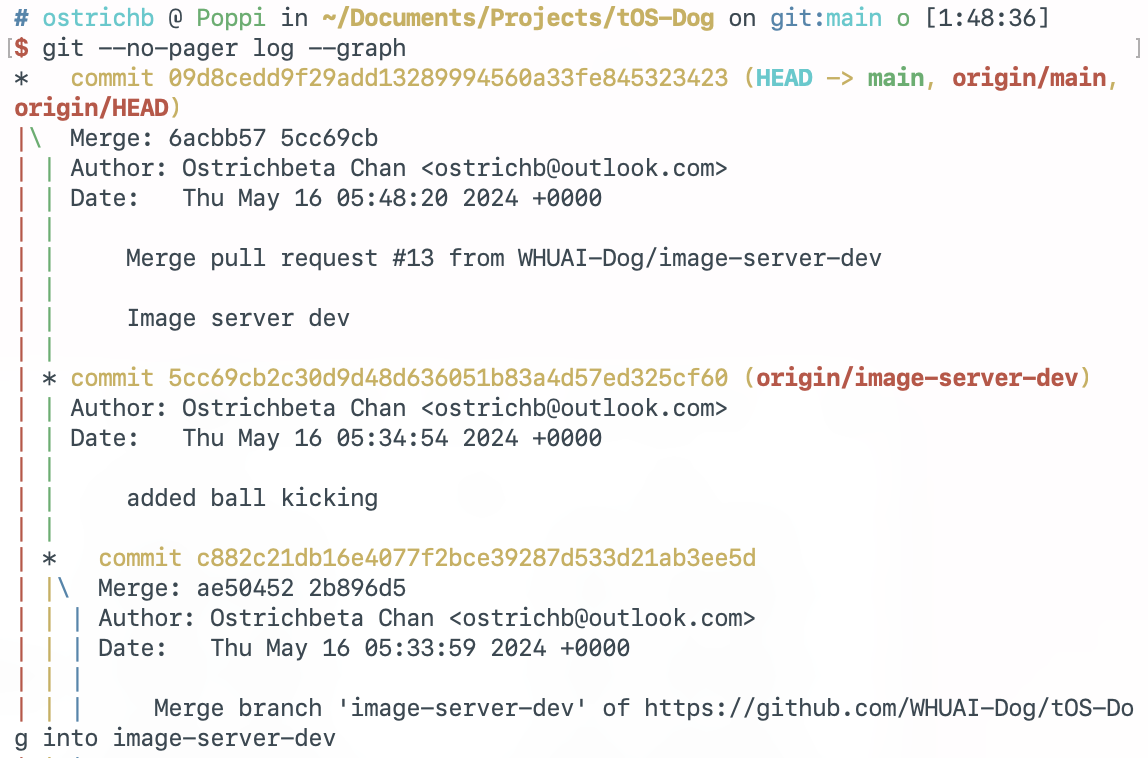 # ostrichb @ Poppi in ~/Documents/Projects/tOS-Dog on git:main o [1:48:36]
[$ git --no-pager log --graph ]
*   commit 09d8cedd9f29add13289994560a33fe845323423 (HEAD -> main, origin/main,
origin/HEAD)
|\  Merge: 6acbb57 5cc69cb
| | Author: Ostrichbeta Chan <ostrichb@outlook.com>
| | Date:   Thu May 16 05:48:20 2024 +0000
| |
| |     Merge pull request #13 from WHUAI-Dog/image-server-dev
| |
| |     Image server dev
| |
| * commit 5cc69cb2c30d9d48d636051b83a4d57ed325cf60 (origin/image-server-dev)
| | Author: Ostrichbeta Chan <ostrichb@outlook.com>
| | Date:   Thu May 16 05:34:54 2024 +0000
| |
| |     added ball kicking
| |
| *   commit c882c21db16e4077f2bce39287d533d21ab3ee5d
| |\  Merge: ae50452 2b896d5
| | | Author: Ostrichbeta Chan <ostrichb@outlook.com>
| | | Date:   Thu May 16 05:33:59 2024 +0000
| | |
| | |     Merge branch 'image-server-dev' of https://github.com/WHUAI-Dog/tOS-Do
g into image-server-dev